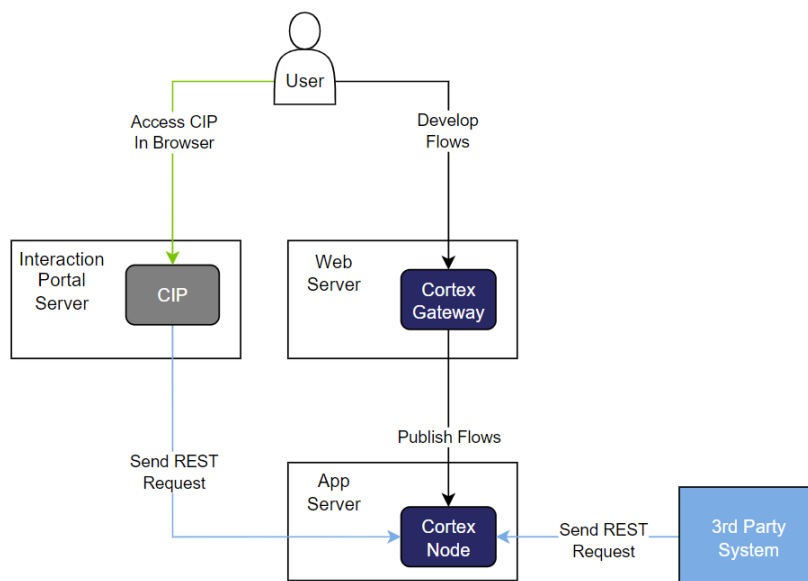 User
Access CIP
In Browser
Develop
Flows
Interaction
Portal
Server
CIP
Web
Server
Cortex
Gateway
Publish Flows
Send REST
Request
App
Server
Cortex
Node
Send REST
Request
3rd Party
System